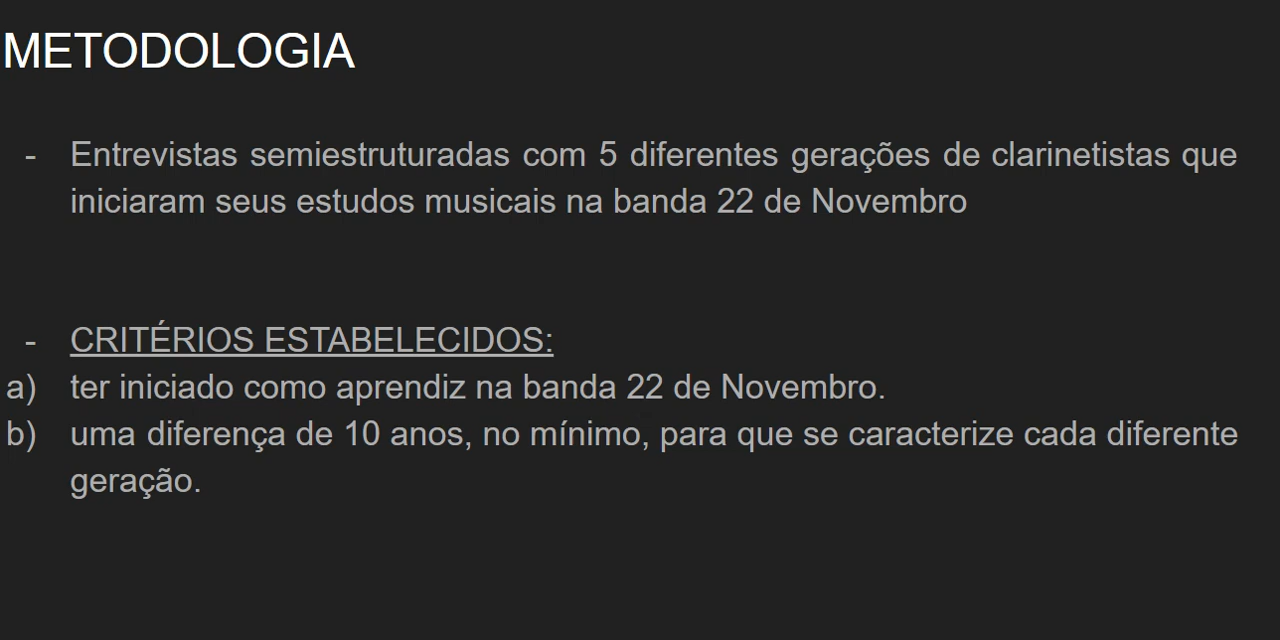 METODOLOGIA
- Entrevistas semiestruturadas com 5 diferentes gerações de clarinetistas que
iniciaram seus estudos musicais na banda 22 de Novembro
- CRITÉRIOS ESTABELECIDOS:
a) ter iniciado como aprendiz na banda 22 de Novembro.
b) uma diferença de 10 anos, no mínimo, para que se caracterize cada diferente
geração.